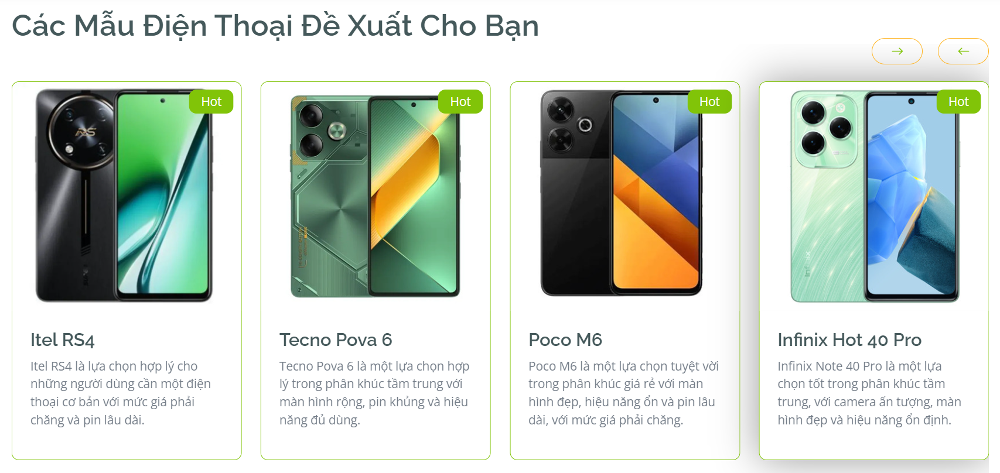 Các Mẫu Điện Thoại Đề Xuất Cho Bạn
→ ←
Hot
Itel RS4
Itel RS4 là lựa chọn hợp lý cho
những người dùng cần một điện
thoại cơ bản với mức giá phải
chăng và pin lâu dài.
Hot
Tecno Pova 6
Tecno Pova 6 là một lựa chọn hợp
lý trong phân khúc tầm trung với
màn hình rộng, pin khủng và hiệu
năng đủ dùng.
Hot
Poco M6
Poco M6 là một lựa chọn tuyệt vời
trong phân khúc giá rẻ với màn
hình đẹp, hiệu năng ổn và pin lâu
dài, với mức giá phải chăng.
Hot
Infinix
Infinix Hot 40 Pro
Infinix Note 40 Pro là một lựa
chọn tốt trong phân khúc tầm
trung, với camera ấn tượng, màn
hình đẹp và hiệu năng ổn định.